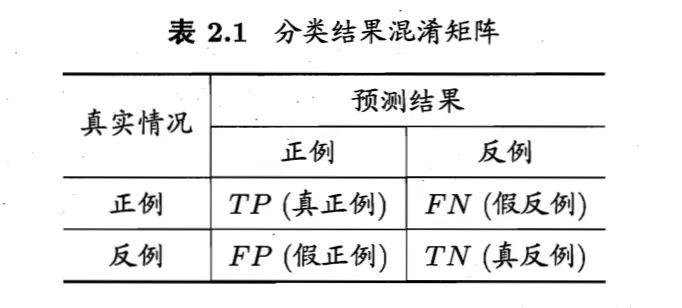 表 2.1 分类结果混淆矩阵
真实情况 预测结果
正例 反例
正例 TP (真正例) FN (假反例)
反例 FP (假正例) TN (真反例)